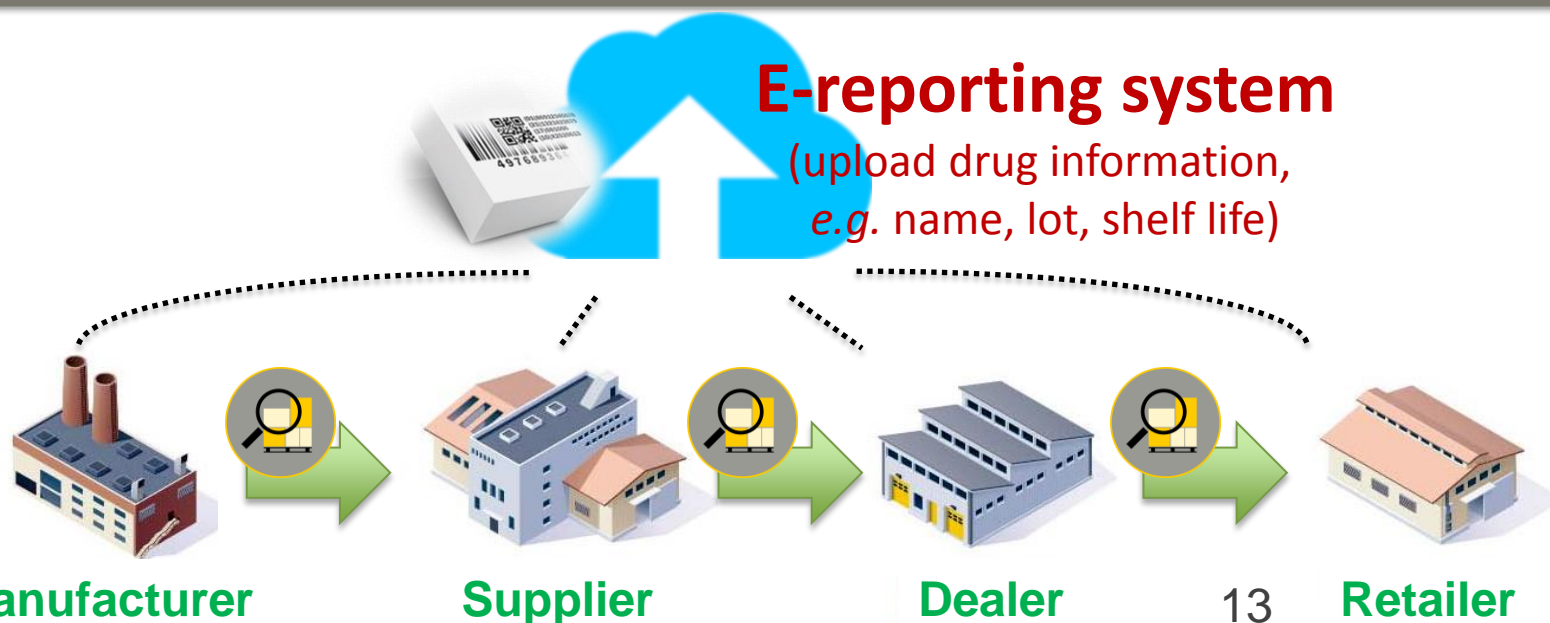 E-reporting system
(upload drug information,
e.g. name, lot, shelf life)
anufacturer
Supplier
Dealer
13
Retailer